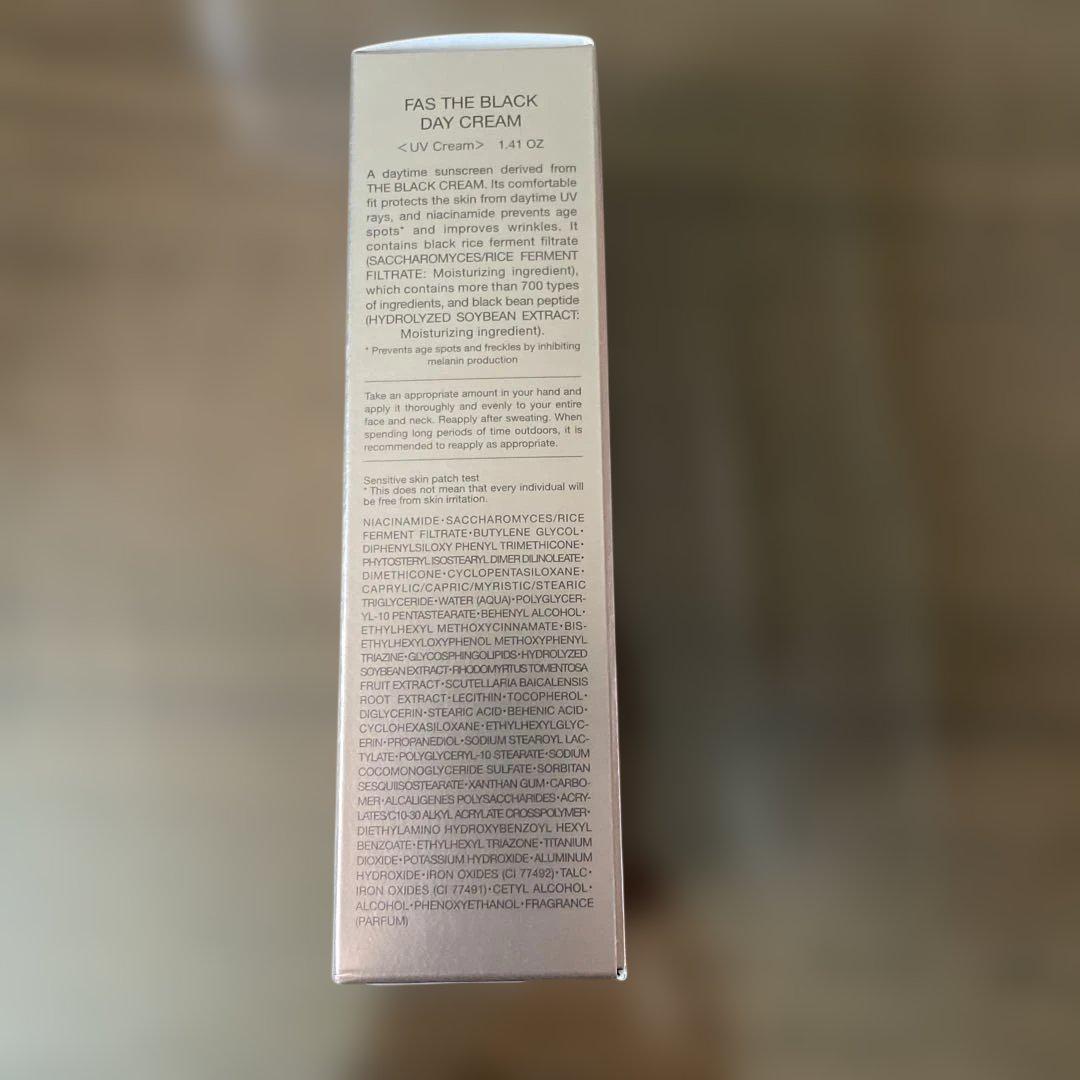 FAS THE BLACK
DAY CREAM
<UV Cream> 1.41 OZ
A daytime sunscreen derived from
THE BLACK CREAM. Its comfortable
fit protects the skin from daytime UV
rays, and niacinamide prevents age
spots* and improves wrinkles. It
contains black rice ferment filtrate
(SACCHAROMYCES/RICE FERMENT
FILTRATE: Moisturizing ingredient),
which contains more than 700 types
of ingredients, and black bean peptide
(HYDROLYZED SOYBEAN EXTRACT:
Moisturizing ingredient).
* Prevents age spots and freckles by inhibiting
melanin production
Take an appropriate amount in your hand and
apply it thoroughly and evenly to your entire
face and neck. Reapply after sweating. When
spending long periods of time outdoors, it is
recommended to reapply as appropriate.
Sensitive skin patch test
* This does not mean that every individual will
be free from skin irritation.
NIACINAMIDE・SACCHAROMYCES/RICE
FERMENT FILTRATE・BUTYLENE GLYCOL・
DIPHENYLSILOXY PHENYL TRIMETHICONE・
PHYTOSTERYL ISOSTEARYL DIMER DILINOLEATE・
DIMETHICONE・CYCLOPENTASILOXANE・
CAPRYLIC/CAPRIC/MYRISTIC/STEARIC
TRIGLYCERIDE・WATER (AQUA)・POLYGLYCER-
YL-10 PENTASTEARATE・BEHENYL ALCOHOL・
ETHYLHEXYL METHOXYCINNAMATE・BIS-
ETHYLHEXYLOXYPHENOL METHOXYPHENYL
TRIAZINE・GLYCOSPHINGOLIPIDS・HYDROLYZED
SOYBEAN EXTRACT・RHODOMYRTUS TOMENTOSA
FRUIT EXTRACT・SCUTELLARIA BAICALENSIS
ROOT EXTRACT・LECITHIN・TOCOPHEROL・
DIGLYCERIN・STEARIC ACID・BEHENIC ACID・
CYCLOHEXASILOXANE・ETHYLHEXYLGLYC-
ERIN・PROPANEDIOL・SODIUM STEAROYL LAC-
TYLATE・POLYGLYCERYL-10 STEARATE・SODIUM
COCOMONOGLYCERIDE SULFATE・SORBITAN
SESQUIISOSTEARATE・XANTHAN GUM・CARBO-
MER・ALCALIGENES POLYSACCHARIDES・ACRY-
LATES/C10-30 ALKYL ACRYLATE CROSSPOLYMER・
DIETHYLAMINO HYDROXYBENZOYL HEXYL
BENZOATE・ETHYLHEXYL TRIAZONE・TITANIUM
DIOXIDE・POTASSIUM HYDROXIDE・ALUMINUM
HYDROXIDE・IRON OXIDES (CI 77492)・TALC・
IRON OXIDES (CI 77491)・CETYL ALCOHOL・
ALCOHOL・PHENOXYETHANOL・FRAGRANCE
(PARFUM)